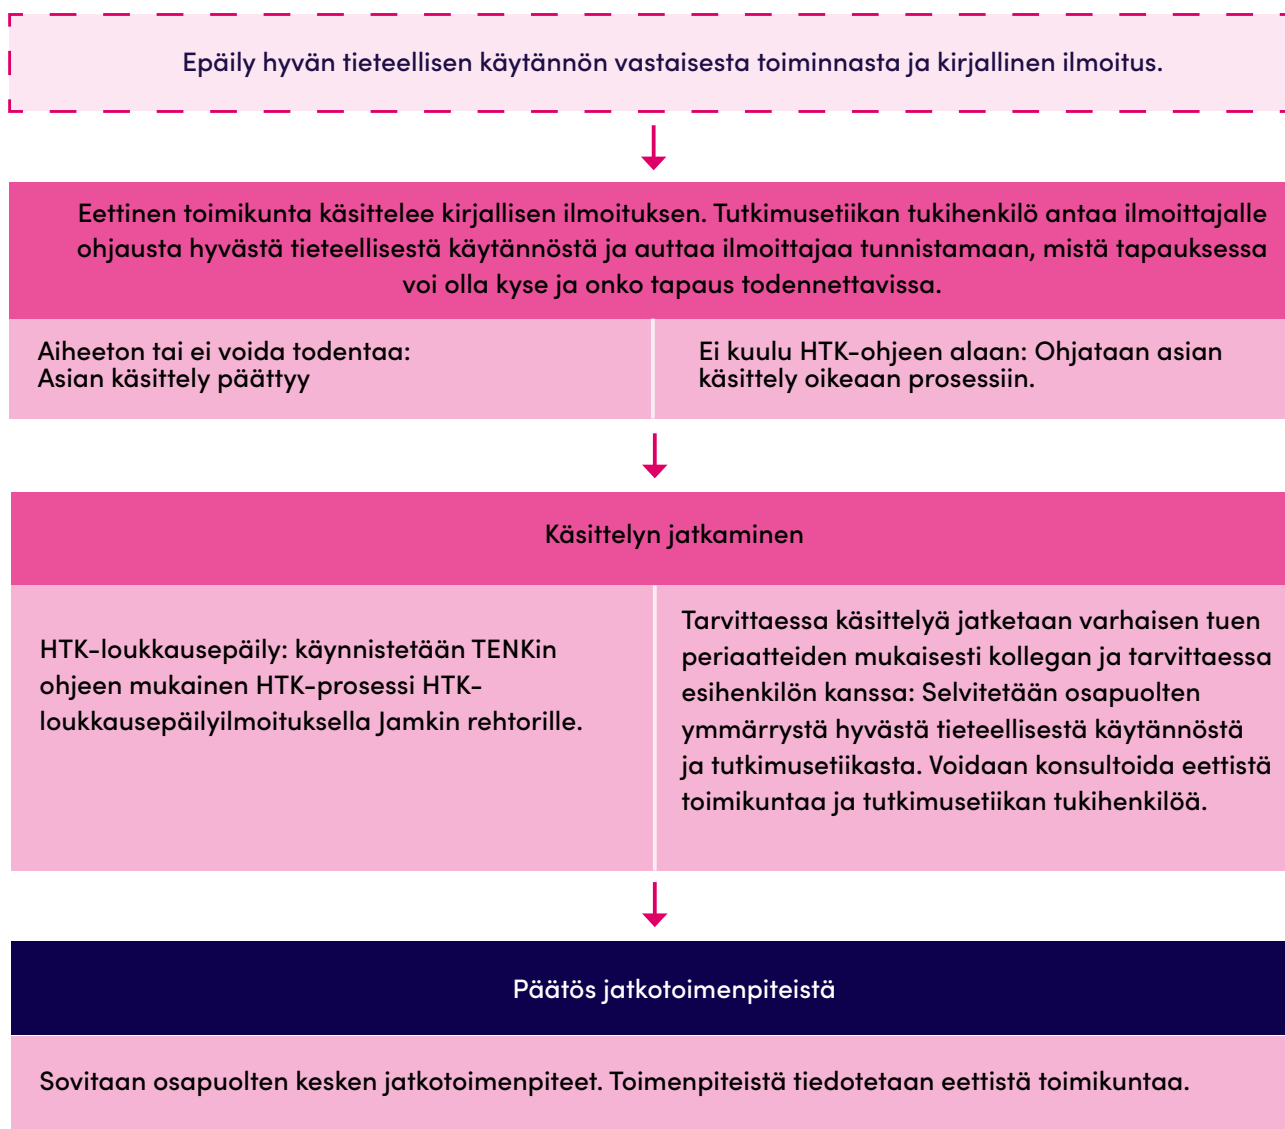 Epäily hyvän tieteellisen käytännön vastaisesta toiminnasta ja kirjallinen ilmoitus.
Eettinen toimikunta käsittelee kirjallisen ilmoituksen. Tutkimusetiikan tukihenkilö antaa ilmoittajalle
ohjausta hyvästä tieteellisestä käytännöstä ja auttaa ilmoittajaa tunnistamaan, mistä tapauksessa
voi olla kyse ja onko tapaus todennettavissa.
Aiheeton tai ei voida todentaa:
Asian käsittely päättyy
Ei kuulu HTK-ohjeen alaan: Ohjataan asian
käsittely oikeaan prosessiin.
Käsittelyn jatkaminen
HTK-loukkausepäily: käynnistetään TENKin
ohjeen mukainen HTK-prosessi HTK-
loukkausepäilyilmoituksella Jamkin rehtorille.
Tarvittaessa käsittelyä jatketaan varhaisen tuen
periaatteiden mukaisesti kollegan ja tarvittaessa
esihenkilön kanssa: Selvitetään osapuolten
ymmärrystä hyvästä tieteellisestä käytännöstä
ja tutkimusetiikasta. Voidaan konsultoida eettistä
toimikuntaa ja tutkimusetiikan tukihenkilöä.
Päätös jatkotoimenpiteistä
Sovitaan osapuolten kesken jatkotoimenpiteet. Toimenpiteistä tiedotetaan eettistä toimikuntaa.